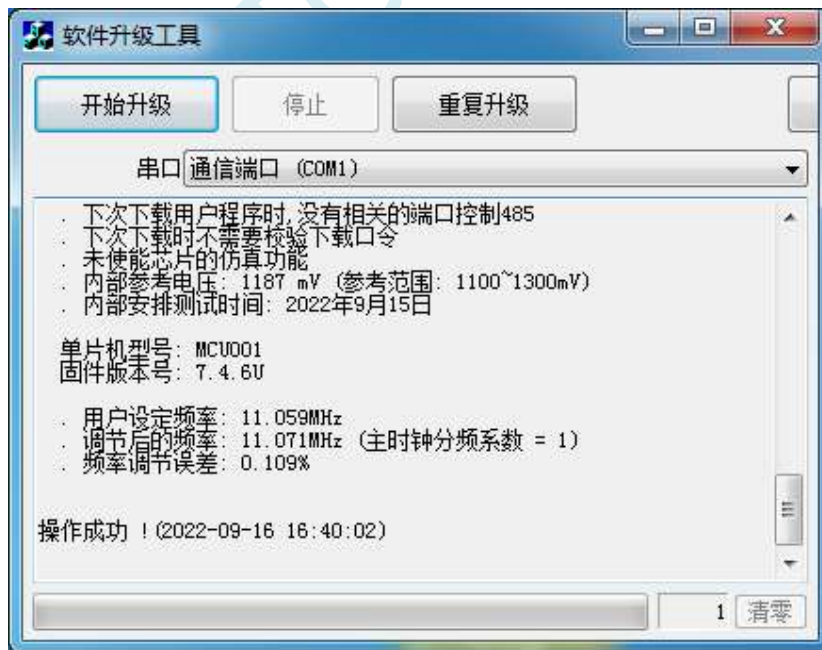 软件升级工具
开始升级 停止 重复升级
串口 通信端口 (COM1)
. 下次下载用户程序时,没有相关的端口控制485
. 下次下载时不需要校验下载口令
. 未使能芯片的仿真功能
. 内部参考电压: 1187 mV (参考范围: 1100~1300mV)
. 内部安排测试时间: 2022年9月15日
单片机型号: MCU001
固件版本号: 7.4.6U
. 用户设定频率: 11.059MHz
. 调节后的频率: 11.071MHz (主时钟分频系数 = 1)
. 频率调节误差: 0.109%
操作成功 !(2022-09-16 16:40:02)
1 清零